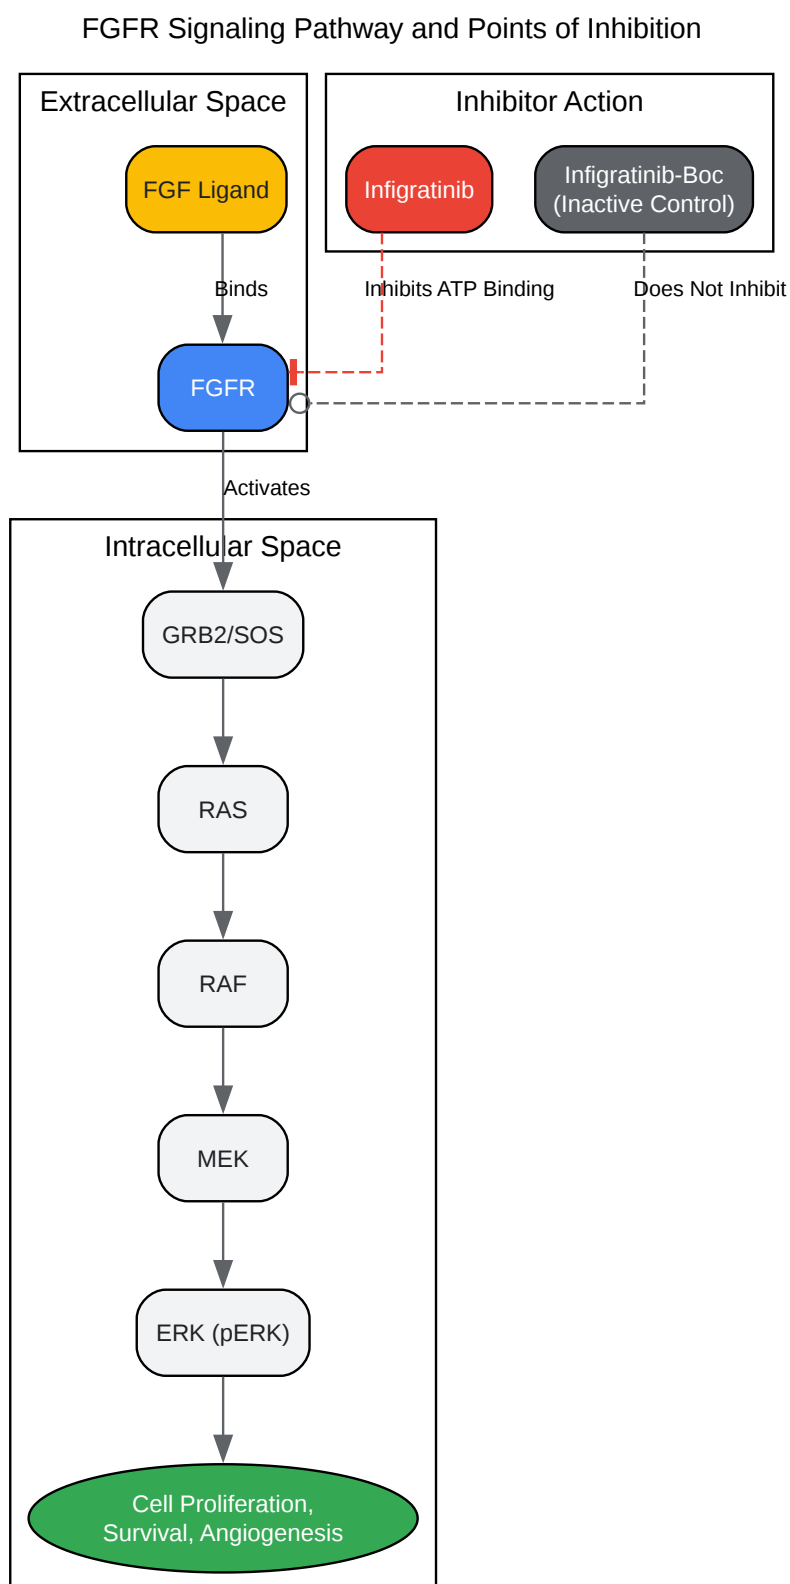 FGFR Signaling Pathway and Points of Inhibition
Extracellular Space
Inhibitor Action
FGF Ligand
Infigratinib
Infigratinib-Boc
(Inactive Control)
Binds
Inhibits ATP Binding
Does Not Inhibit
FGFR
Activates
Intracellular Space
GRB2/SOS
RAS
RAF
MEK
ERK (pERK)
Cell Proliferation,
Survival, Angiogenesis